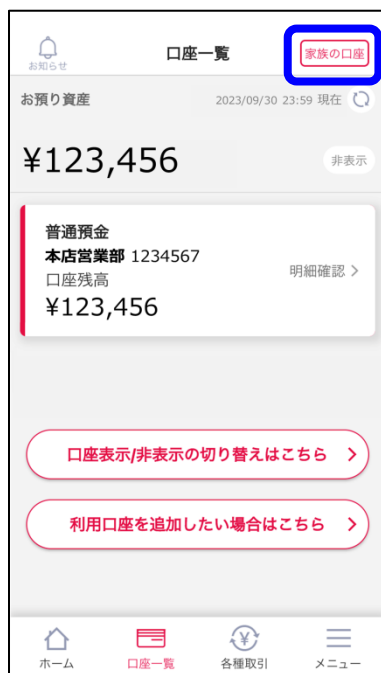 お知らせ
口座一覧
家族の口座
お預り資産
2023/09/30 23:59 現在
¥123,456
非表示
普通預金
本店営業部 1234567
口座残高
明細確認 >
¥123,456
口座表示/非表示の切り替えはこちら >
利用口座を追加したい場合はこちら >
¥
ホーム
口座一覧
各種取引
メニュー